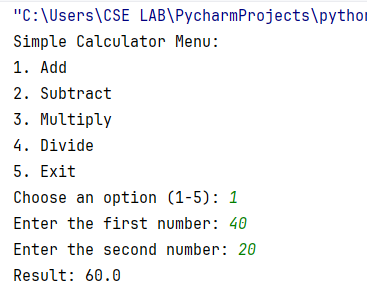 "C:\Users\CSE LAB\PycharmProjects\pytho
Simple Calculator Menu:
1. Add
2. Subtract
3. Multiply
4. Divide
5. Exit
Choose an option (1-5): 1
Enter the first number: 40
Enter the second number: 20
Result: 60.0